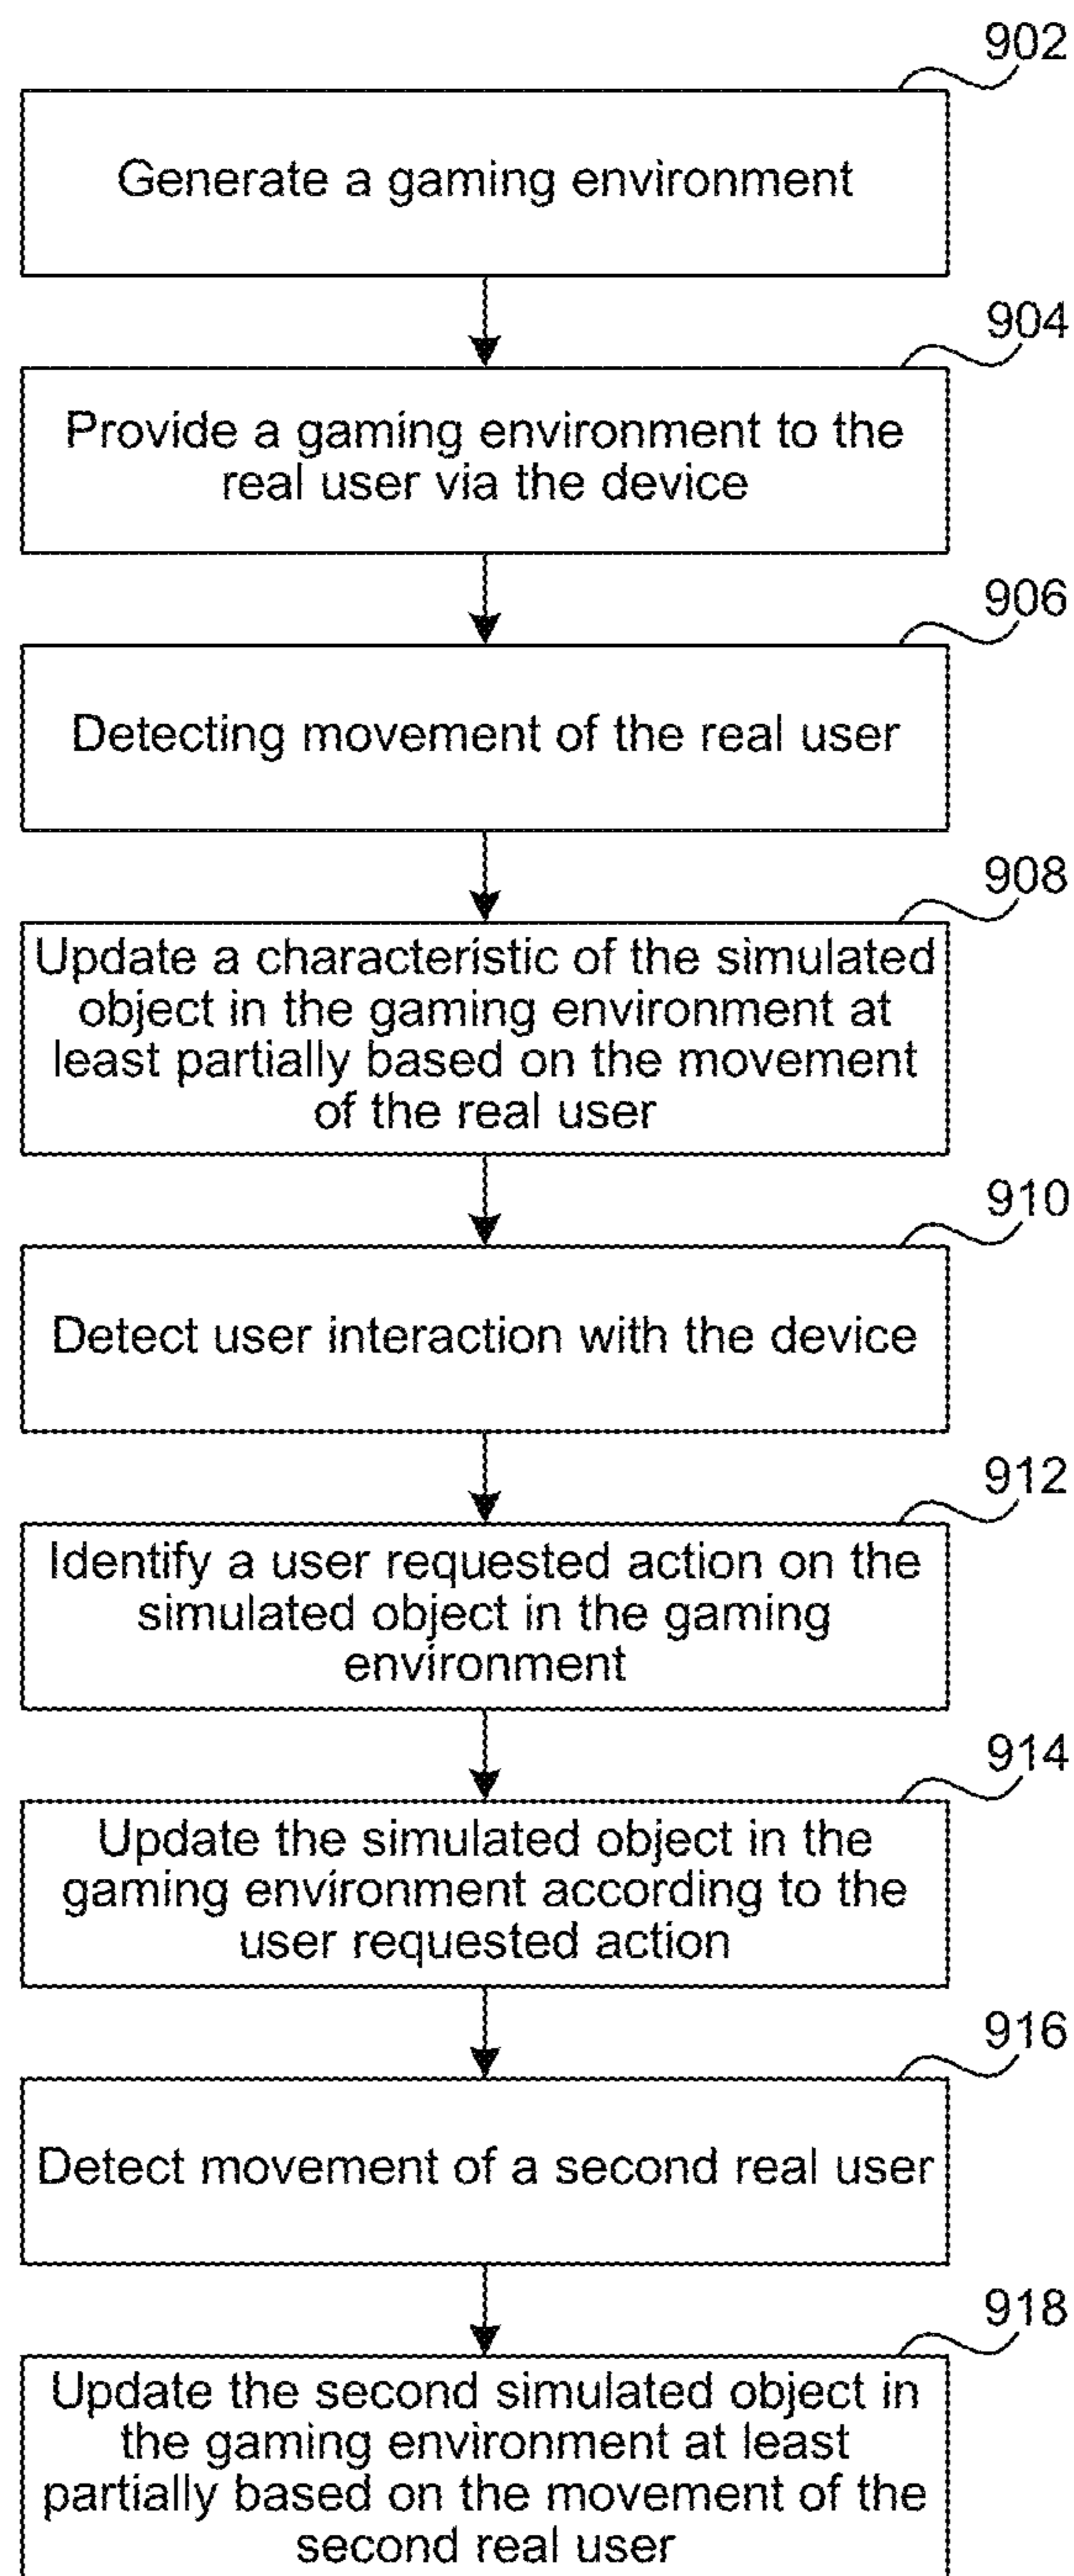 902
Generate a gaming environment
904
Provide a gaming environment to the
real user via the device
906
Detecting movement of the real user
908
Update a characteristic of the simulated
object in the gaming environment at
least partially based on the movement
of the real user
910
Detect user interaction with the device
912
Identify a user requested action on the
simulated object in the gaming
environment
914
Update the simulated object in the
gaming environment according to the
user requested action
916
Detect movement of a second real user
918
Update the second simulated object in
the gaming environment at least
partially based on the movement of the
second real user